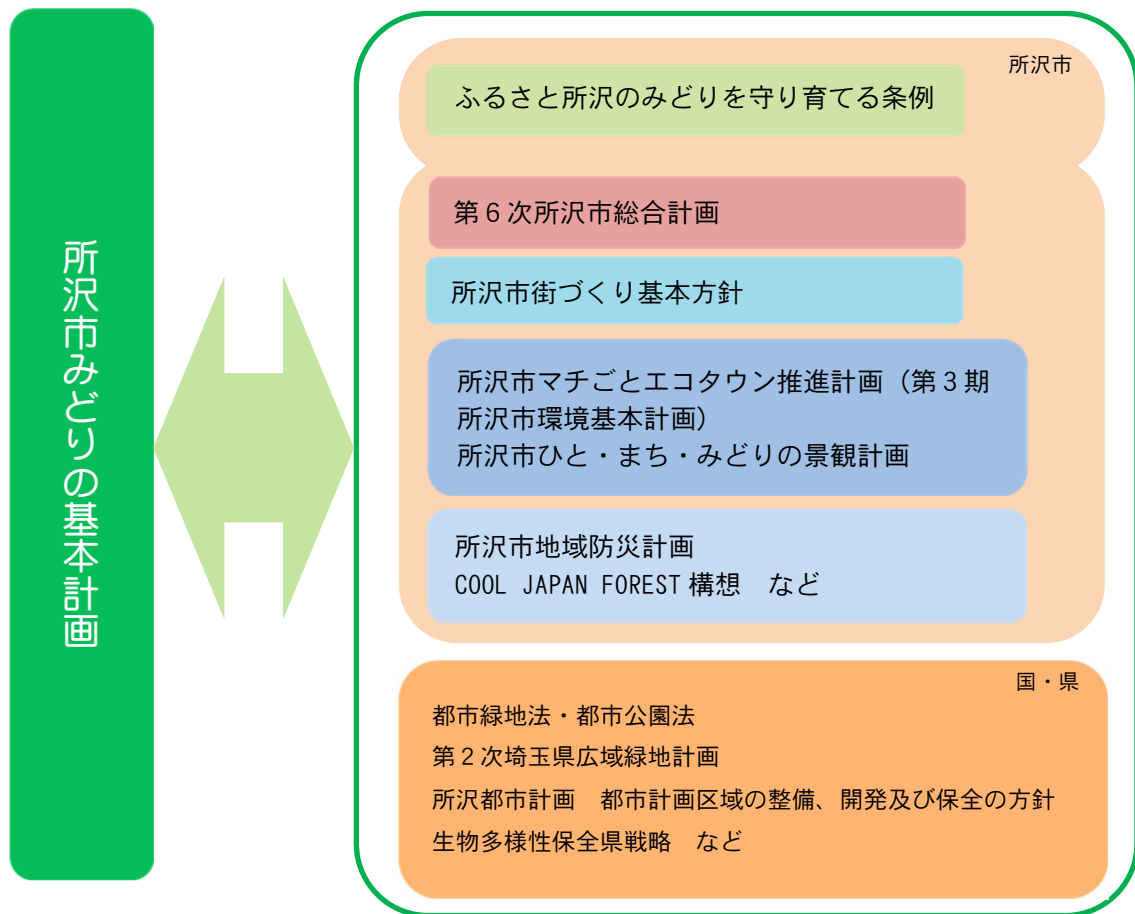 所沢市みどりの基本計画
所沢市
ふるさと所沢のみどりを守り育てる条例
第６次所沢市総合計画
所沢市街づくり基本方針
所沢市マチごとエコタウン推進計画（第３期
所沢市環境基本計画）
所沢市ひと・まち・みどりの景観計画
所沢市地域防災計画
COOL JAPAN FOREST 構想　など
国・県
都市緑地法・都市公園法
第２次埼玉県広域緑地計画
所沢都市計画　都市計画区域の整備、開発及び保全の方針
生物多様性保全県戦略　など